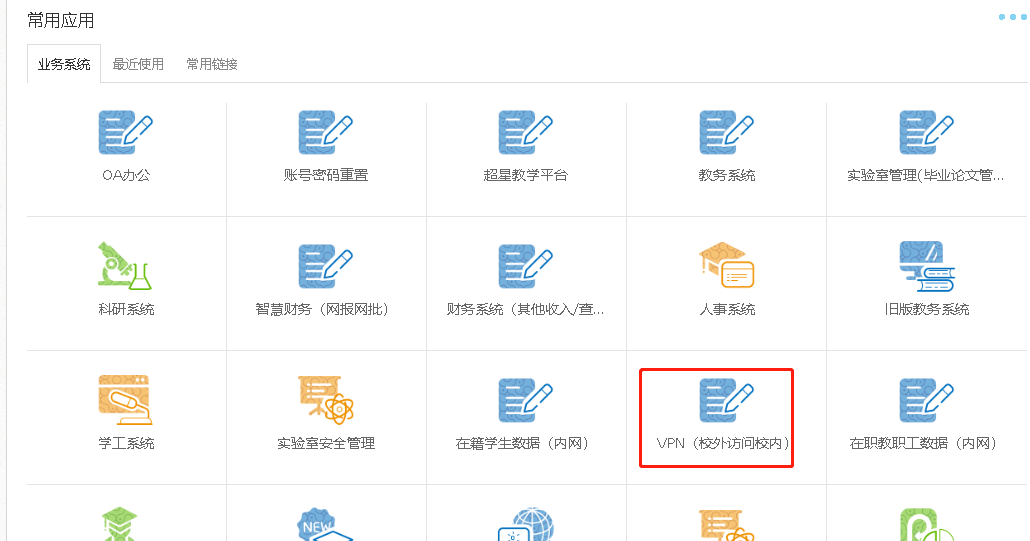 常用应用
业务系统 最近使用 常用链接
OA办公 账号密码重置 超星教学平台 教务系统 实验室管理(毕业论文管...
科研系统 智慧财务（网报网批） 财务系统（其他收入/查... 人事系统 旧版教务系统
学工系统 实验室安全管理 在籍学生数据（内网） VPN（校外访问校内） 在职教职工数据（内网）
NEW